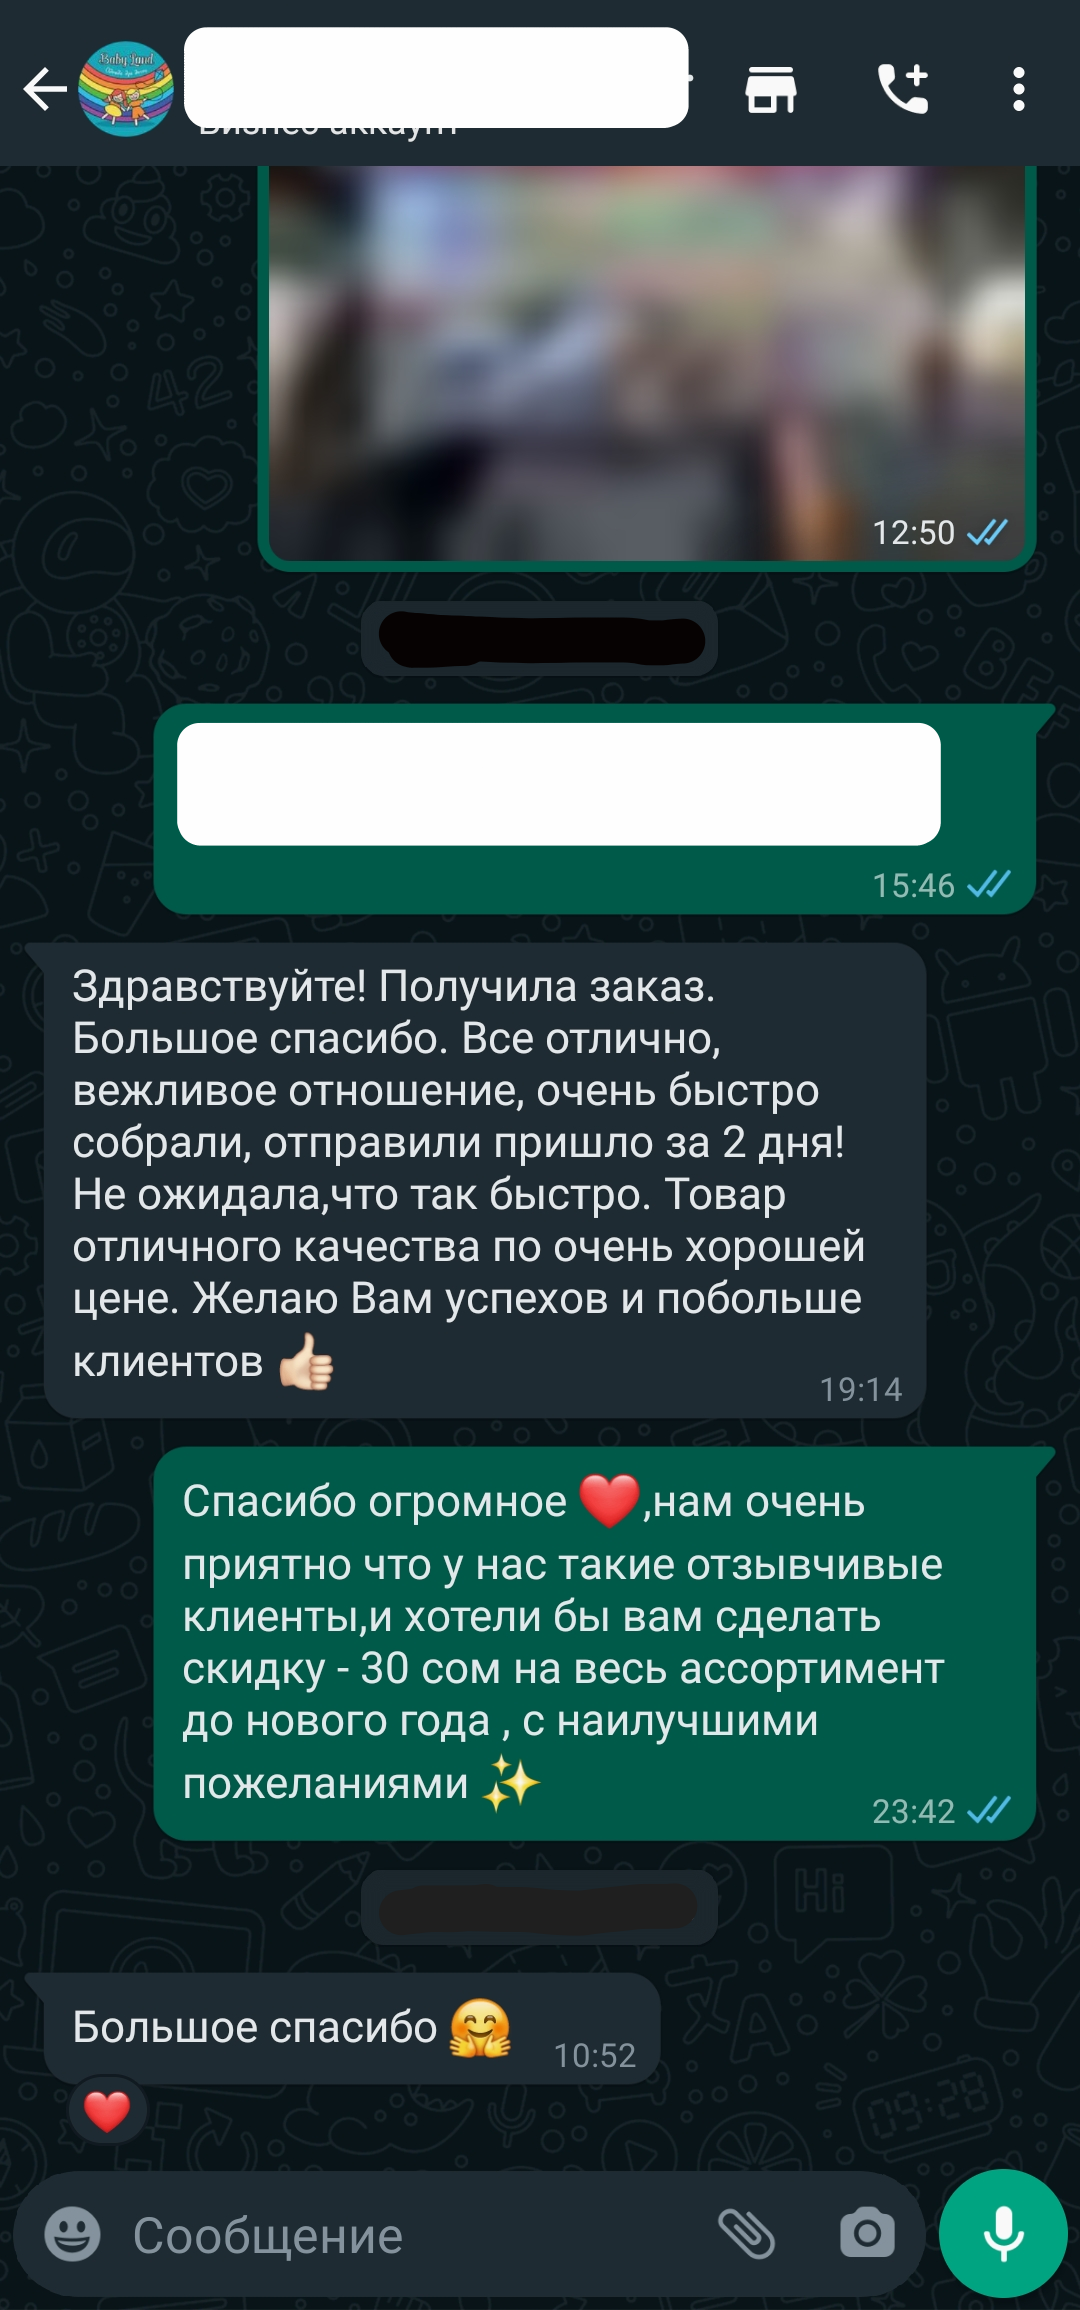 Baby Land
12:50
15:46
Здравствуйте! Получила заказ.
Большое спасибо. Все отлично,
вежливое отношение, очень быстро
собрали, отправили пришло за 2 дня!
Не ожидала,что так быстро. Товар
отличного качества по очень хорошей
цене. Желаю Вам успехов и побольше
клиентов 👍🏻
19:14
Спасибо огромное ❤️,нам очень
приятно что у нас такие отзывчивые
клиенты,и хотели бы вам сделать
скидку - 30 сом на весь ассортимент
до нового года , с наилучшими
пожеланиями ✨
23:42
Большое спасибо 🤗
10:52
❤️
Сообщение